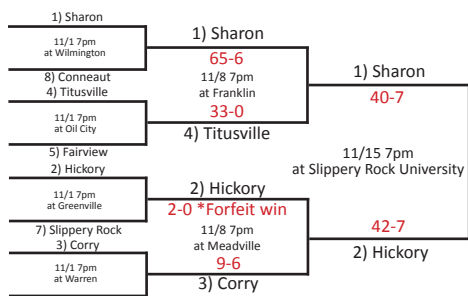 1) Sharon
11/1 7pm
at Wilmington
8) Conneaut
4) Titusville
11/1 7pm
at Oil City
5) Fairview
2) Hickory
11/1 7pm
at Greenville
7) Slippery Rock
3) Corry
11/1 7pm
at Warren
1) Sharon
65-6
11/8 7pm
at Franklin
33-0
4) Titusville
2) Hickory
2-0 *Forfeit win
11/8 7pm
at Meadville
9-6
3) Corry
1) Sharon
40-7
11/15 7pm
at Slippery Rock University
42-7
2) Hickory